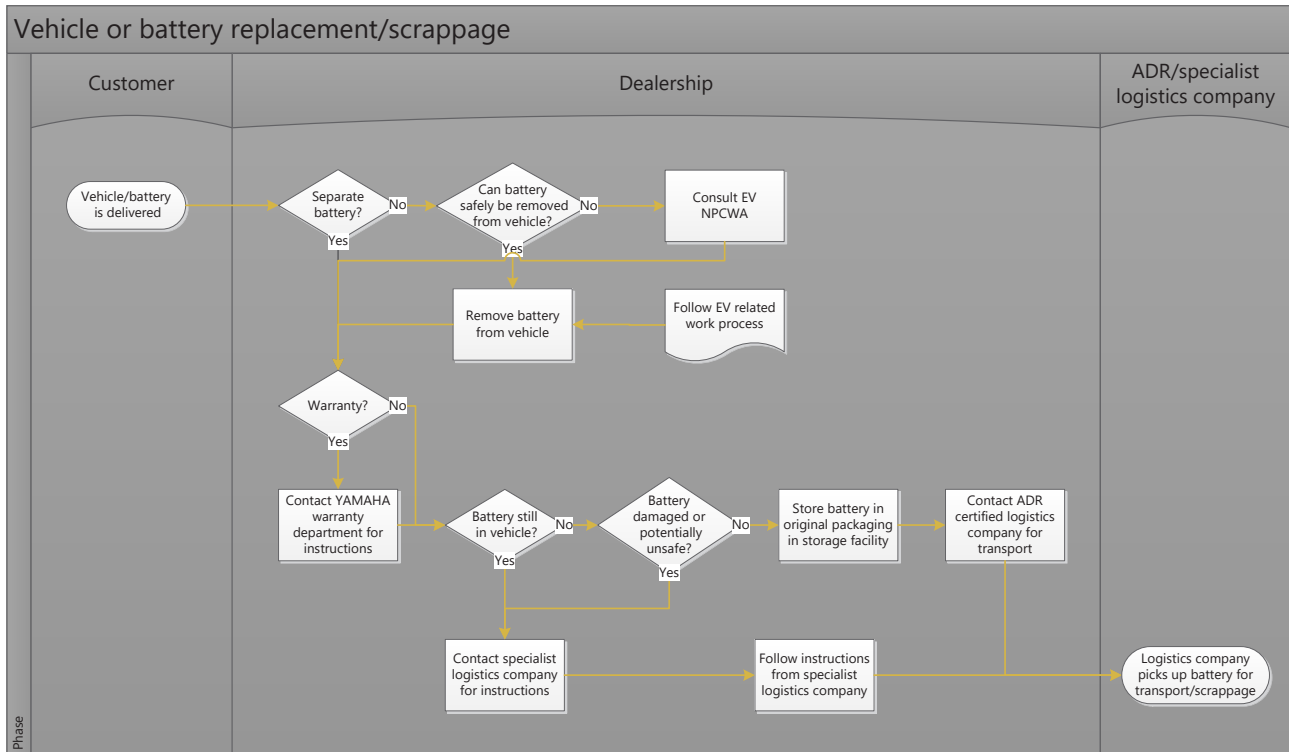 Vehicle or battery replacement/scrappage
Customer
Dealership
ADR/specialist
logistics company
Vehicle/battery
is delivered
Separate
battery?
No
Yes
Can battery
safely be removed
from vehicle?
No
Yes
Consult EV
NPCWA
Remove battery
from vehicle
Follow EV related
work process
Warranty?
No
Yes
Contact YAMAHA
warranty
department for
instructions
Battery still
in vehicle?
No
Yes
Battery
damaged or
potentially
unsafe?
No
Yes
Store battery in
original packaging
in storage facility
Contact ADR
certified logistics
company for
transport
Contact specialist
logistics company
for instructions
Follow instructions
from specialist
logistics company
Logistics company
picks up battery for
transport/scrappage
Phase